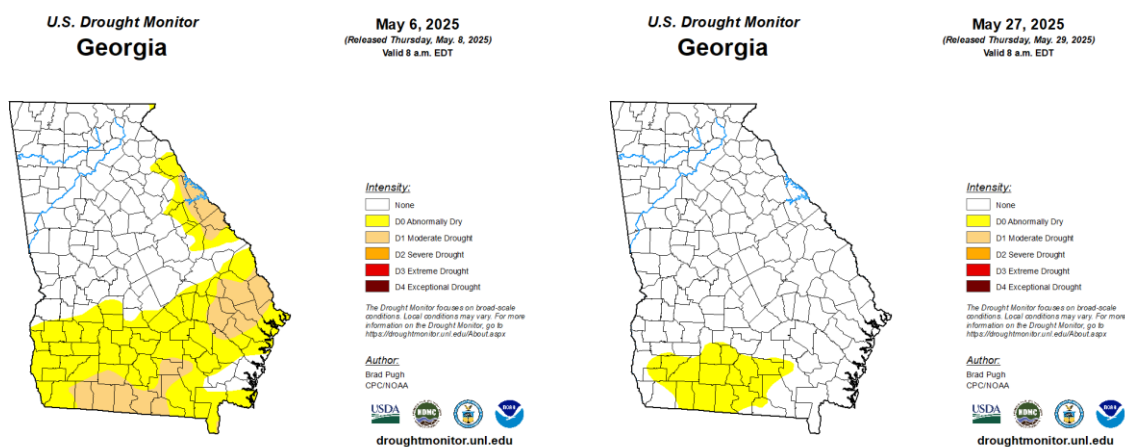 U.S. Drought Monitor
Georgia
May 6, 2025
(Released Thursday, May. 8, 2025)
Valid 8 a.m. EDT
Intensity:
None
D0 Abnormally Dry
D1 Moderate Drought
D2 Severe Drought
D3 Extreme Drought
D4 Exceptional Drought
The Drought Monitor focuses on broad-scale
conditions. Local conditions may vary. For more
information on the Drought Monitor, go to
https://droughtmonitor.unl.edu/About.aspx
Author:
Brad Pugh
CPC/NOAA
USDA
NDMC
NOAA
droughtmonitor.unl.edu
U.S. Drought Monitor
Georgia
May 27, 2025
(Released Thursday, May. 29, 2025)
Valid 8 a.m. EDT
Intensity:
None
D0 Abnormally Dry
D1 Moderate Drought
D2 Severe Drought
D3 Extreme Drought
D4 Exceptional Drought
The Drought Monitor focuses on broad-scale
conditions. Local conditions may vary. For more
information on the Drought Monitor, go to
https://droughtmonitor.unl.edu/About.aspx
Author:
Brad Pugh
CPC/NOAA
USDA
NDMC
NOAA
droughtmonitor.unl.edu